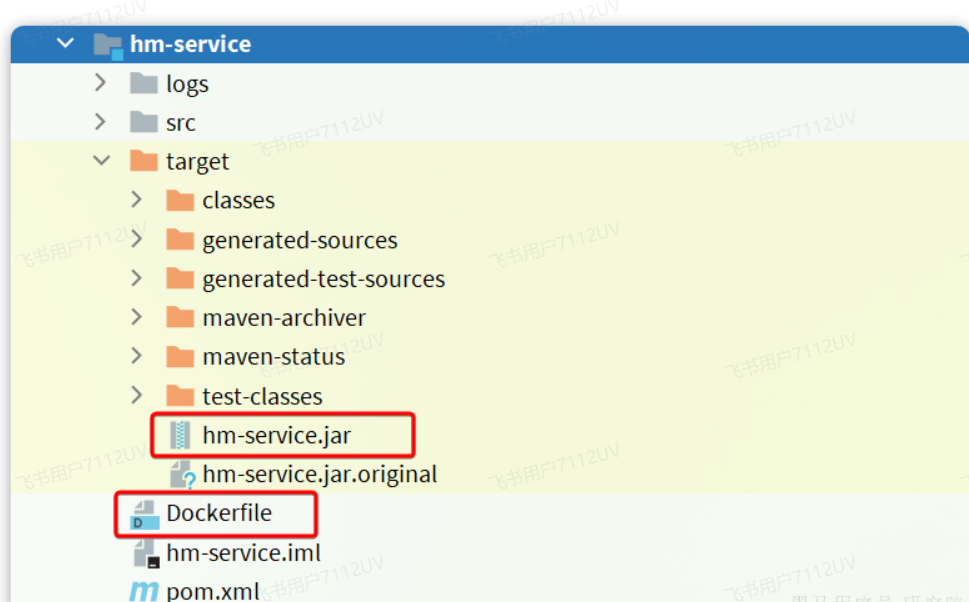 hm-service
logs
src
target
classes
generated-sources
generated-test-sources
maven-archiver
maven-status
test-classes
hm-service.jar
hm-service.jar.original
Dockerfile
hm-service.iml
pom.xml
飞书用户7112UV